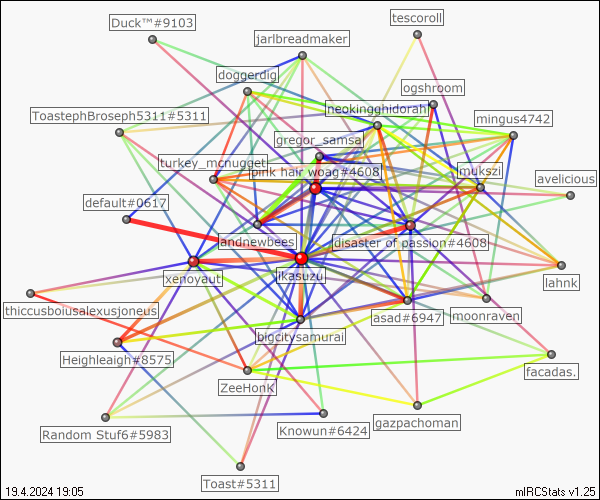 tescoroll
Duck™#9103
jarlbreadmaker
doggerdig
ogshroom
neokingghidorah
ToastephBroseph5311#5311
mingus4742
gregor_samsa
turkey_mcnugget
pink hair woag#4608
mukszi
avelicious
default#0617
landnewbees
disaster of passion#4608
ikasuzu
xenoyaut
lahnk
thiccusboiusalexusjoneus
asad#6947
moonraven
bigcitysamurai
Heighleaigh#8575
facadas.
ZeeHonk
gazpachoman
Random Stuf6#5983
Knowun#6424
Toast#5311
19.4.2024 19:05
mIRCStats v1.25